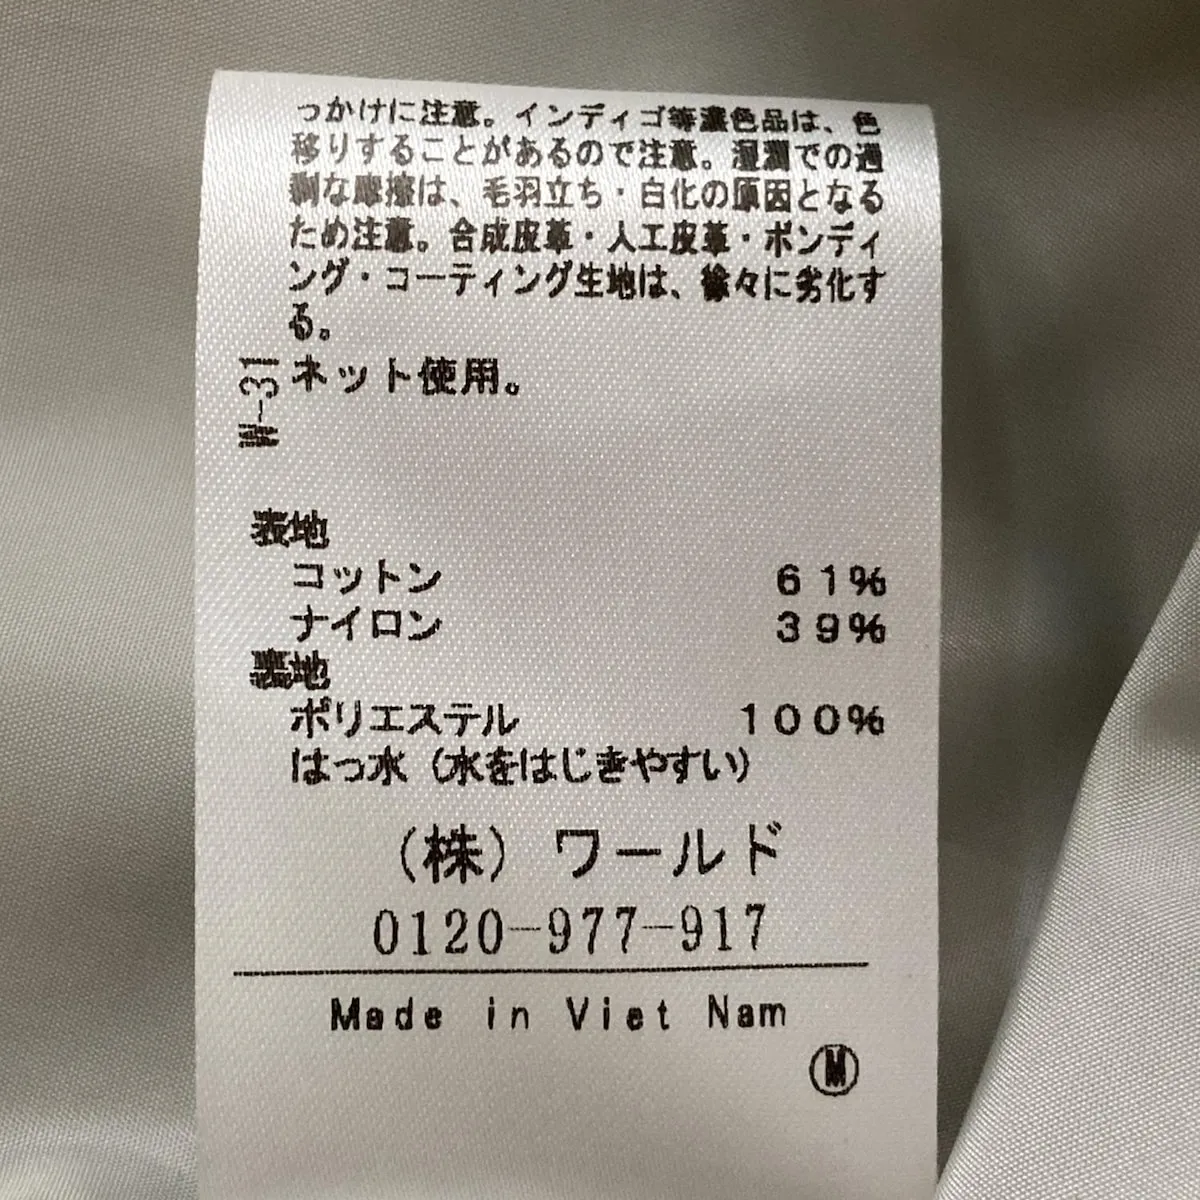 っかけに注意。インディゴ等濃色品は、色
移りすることがあるので注意。湿潤での過
剰な摩擦は、毛羽立ち・白化の原因となる
ため注意。合成皮革・人工皮革・ボンディ
ング・コーティング生地は、徐々に劣化す
る。
ネット使用。
W-31
表地
コットン 61%
ナイロン 39%
裏地
ポリエステル 100%
はっ水（水をはじきやすい）
（株）ワールド
0120-977-917
Made in Viet Nam
Ⓜ